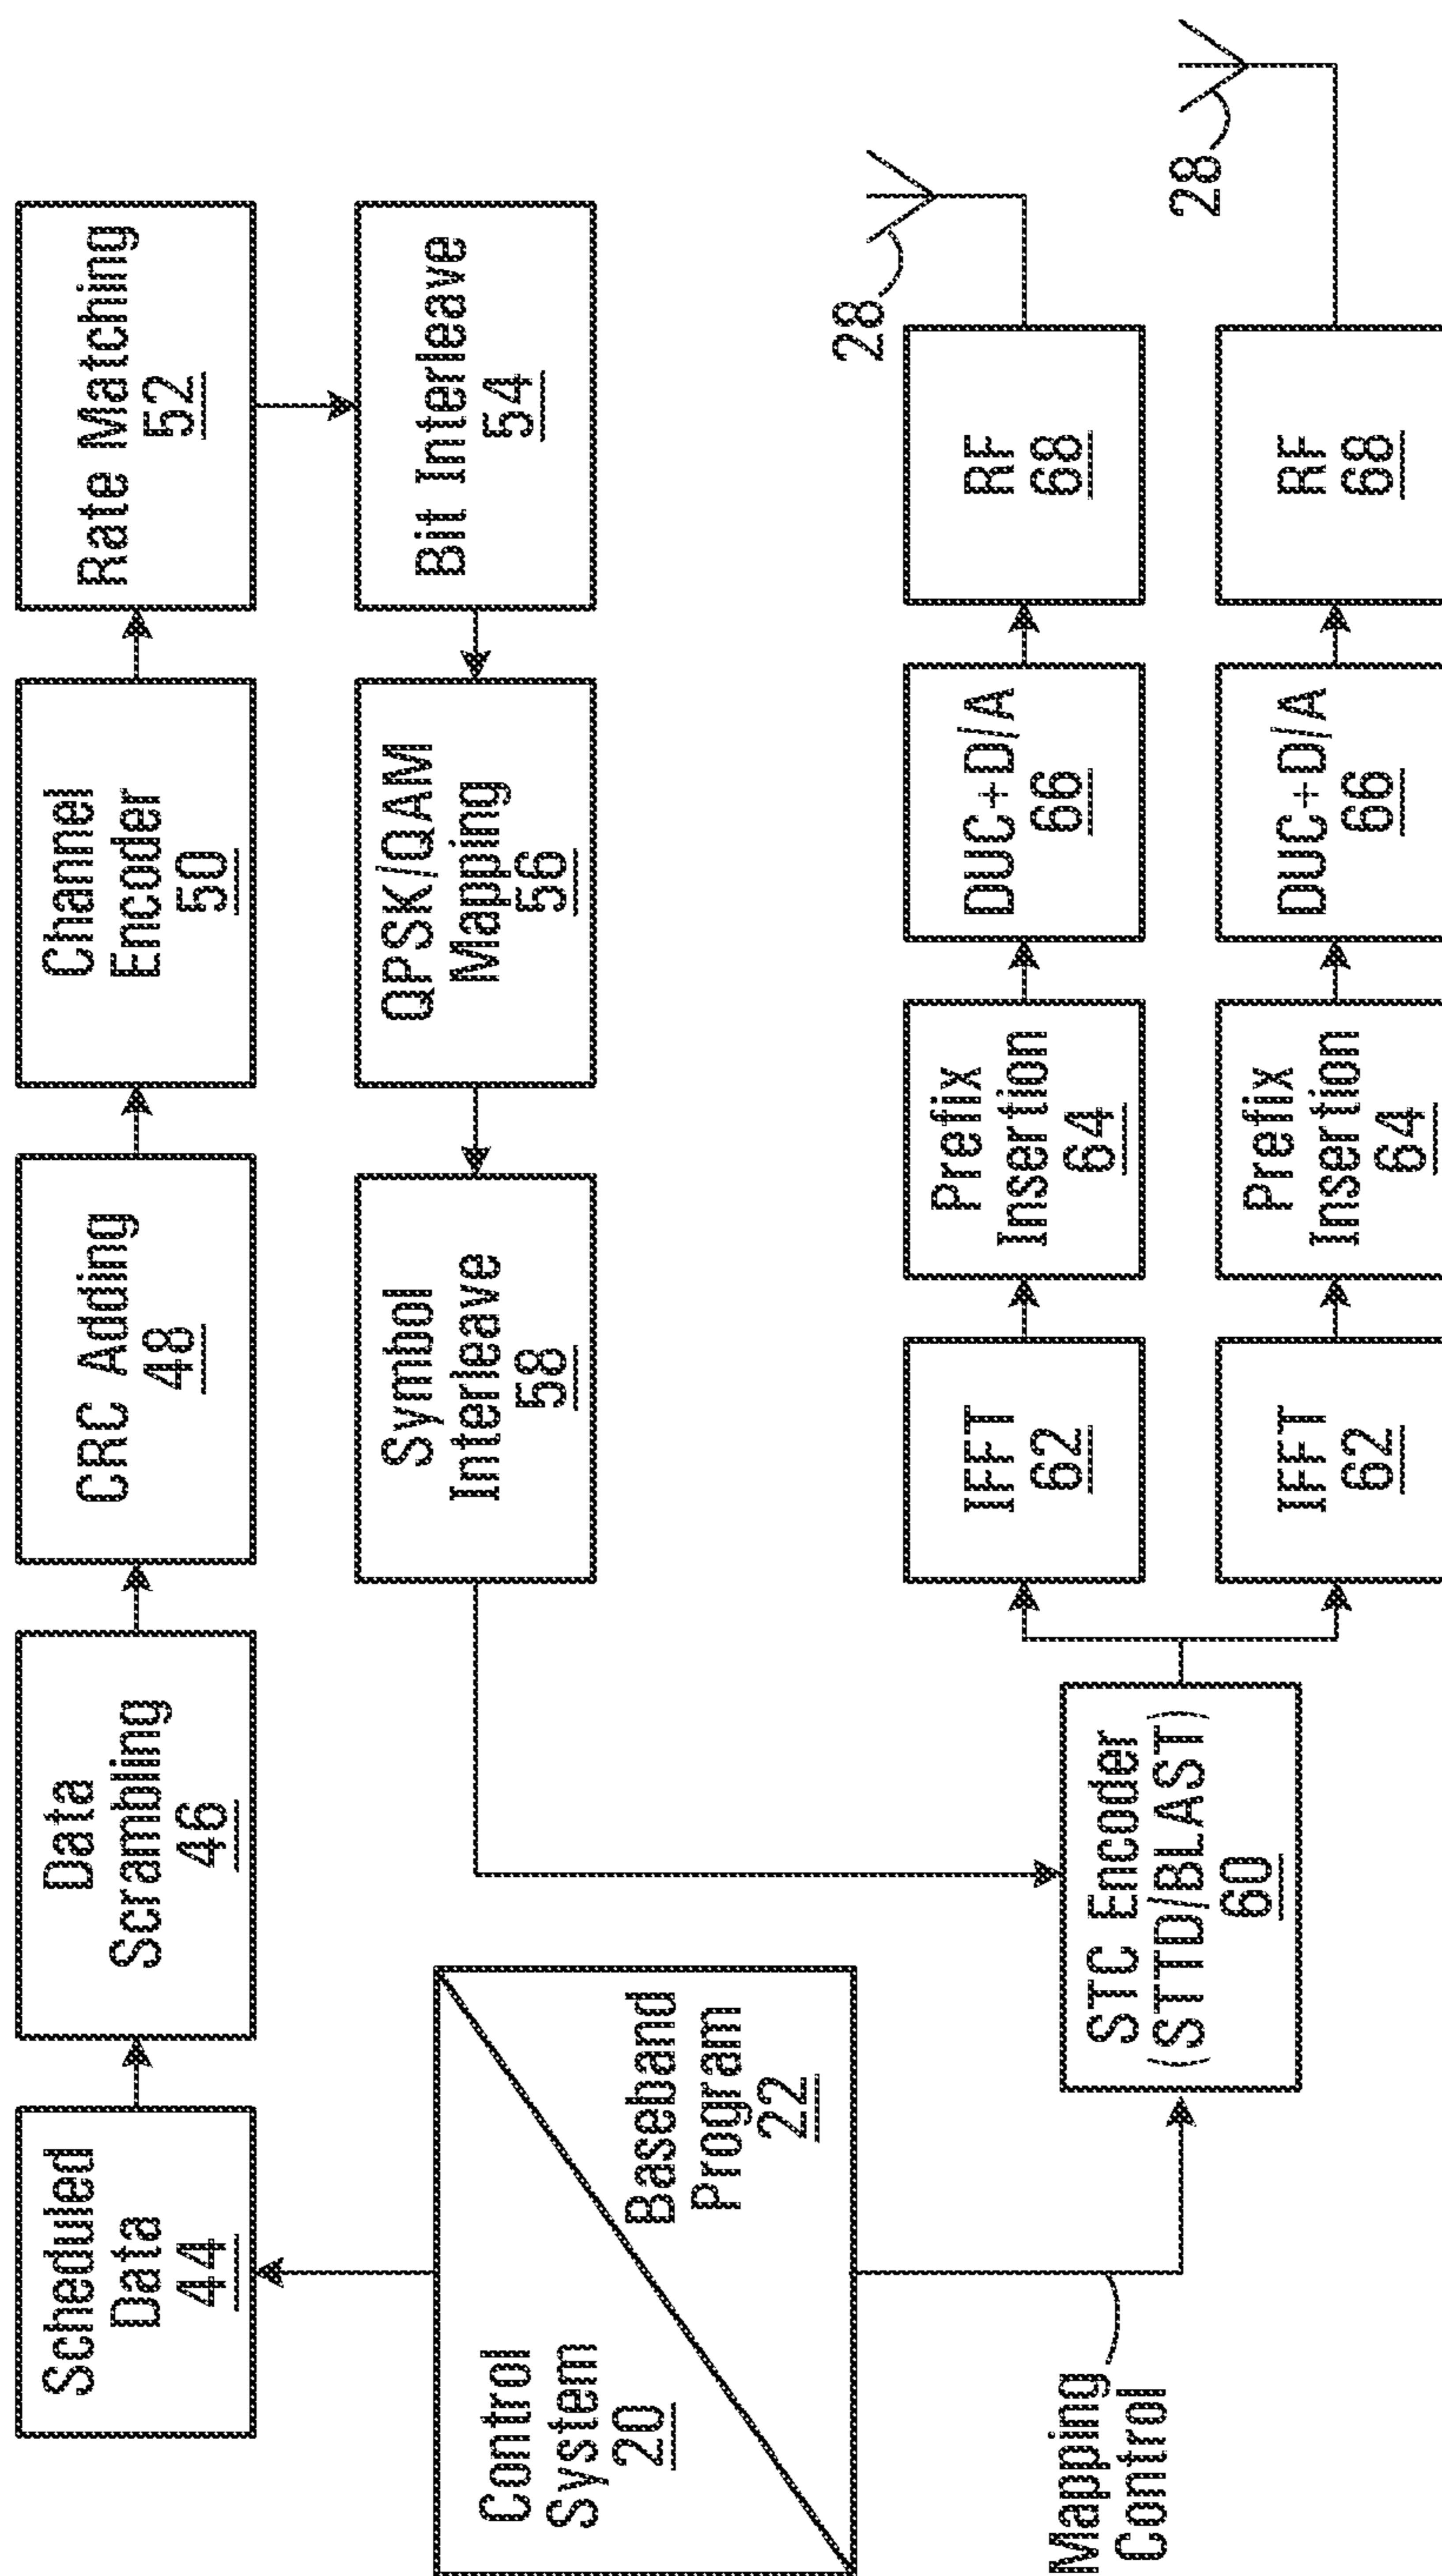 Scheduled
Data
44
Data
Scrambling
46
CRC Adding
48
Channel
Encoder
50
Rate Matching
52
Control
System
20
Baseband
Program
22
Symbol
Interleave
58
QPSK/QAM
Mapping
56
Bit Interleave
54
Mapping
Control
STC Encoder
(STTD/BLAST)
60
IFFT
62
Prefix
Insertion
64
DUC+D/A
66
RF
68
28
IFFT
62
Prefix
Insertion
64
DUC+D/A
66
RF
68
28